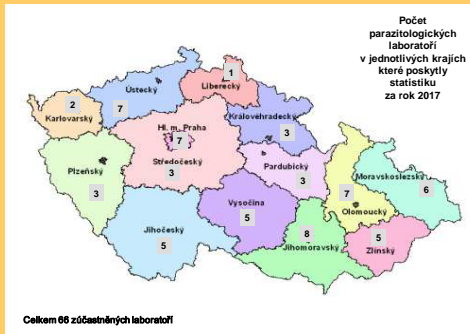 Počet
parazitologických
laboratoří
v jednotlivých krajích
které poskytly
statistiku
za rok 2017
1
Ústecký
Liberecký
2
7
Karlovarský
Královéhradecký
Hl. m. Praha
3
7
Plzeňský
Středočeský
Pardubický
Moravskoslezský
3
3
3
7
6
Vysočina
Olomoucký
5
Jihočeský
8
5
5
Jihomoravský
Zlínský
Celkem 66 zúčastněných laboratoří